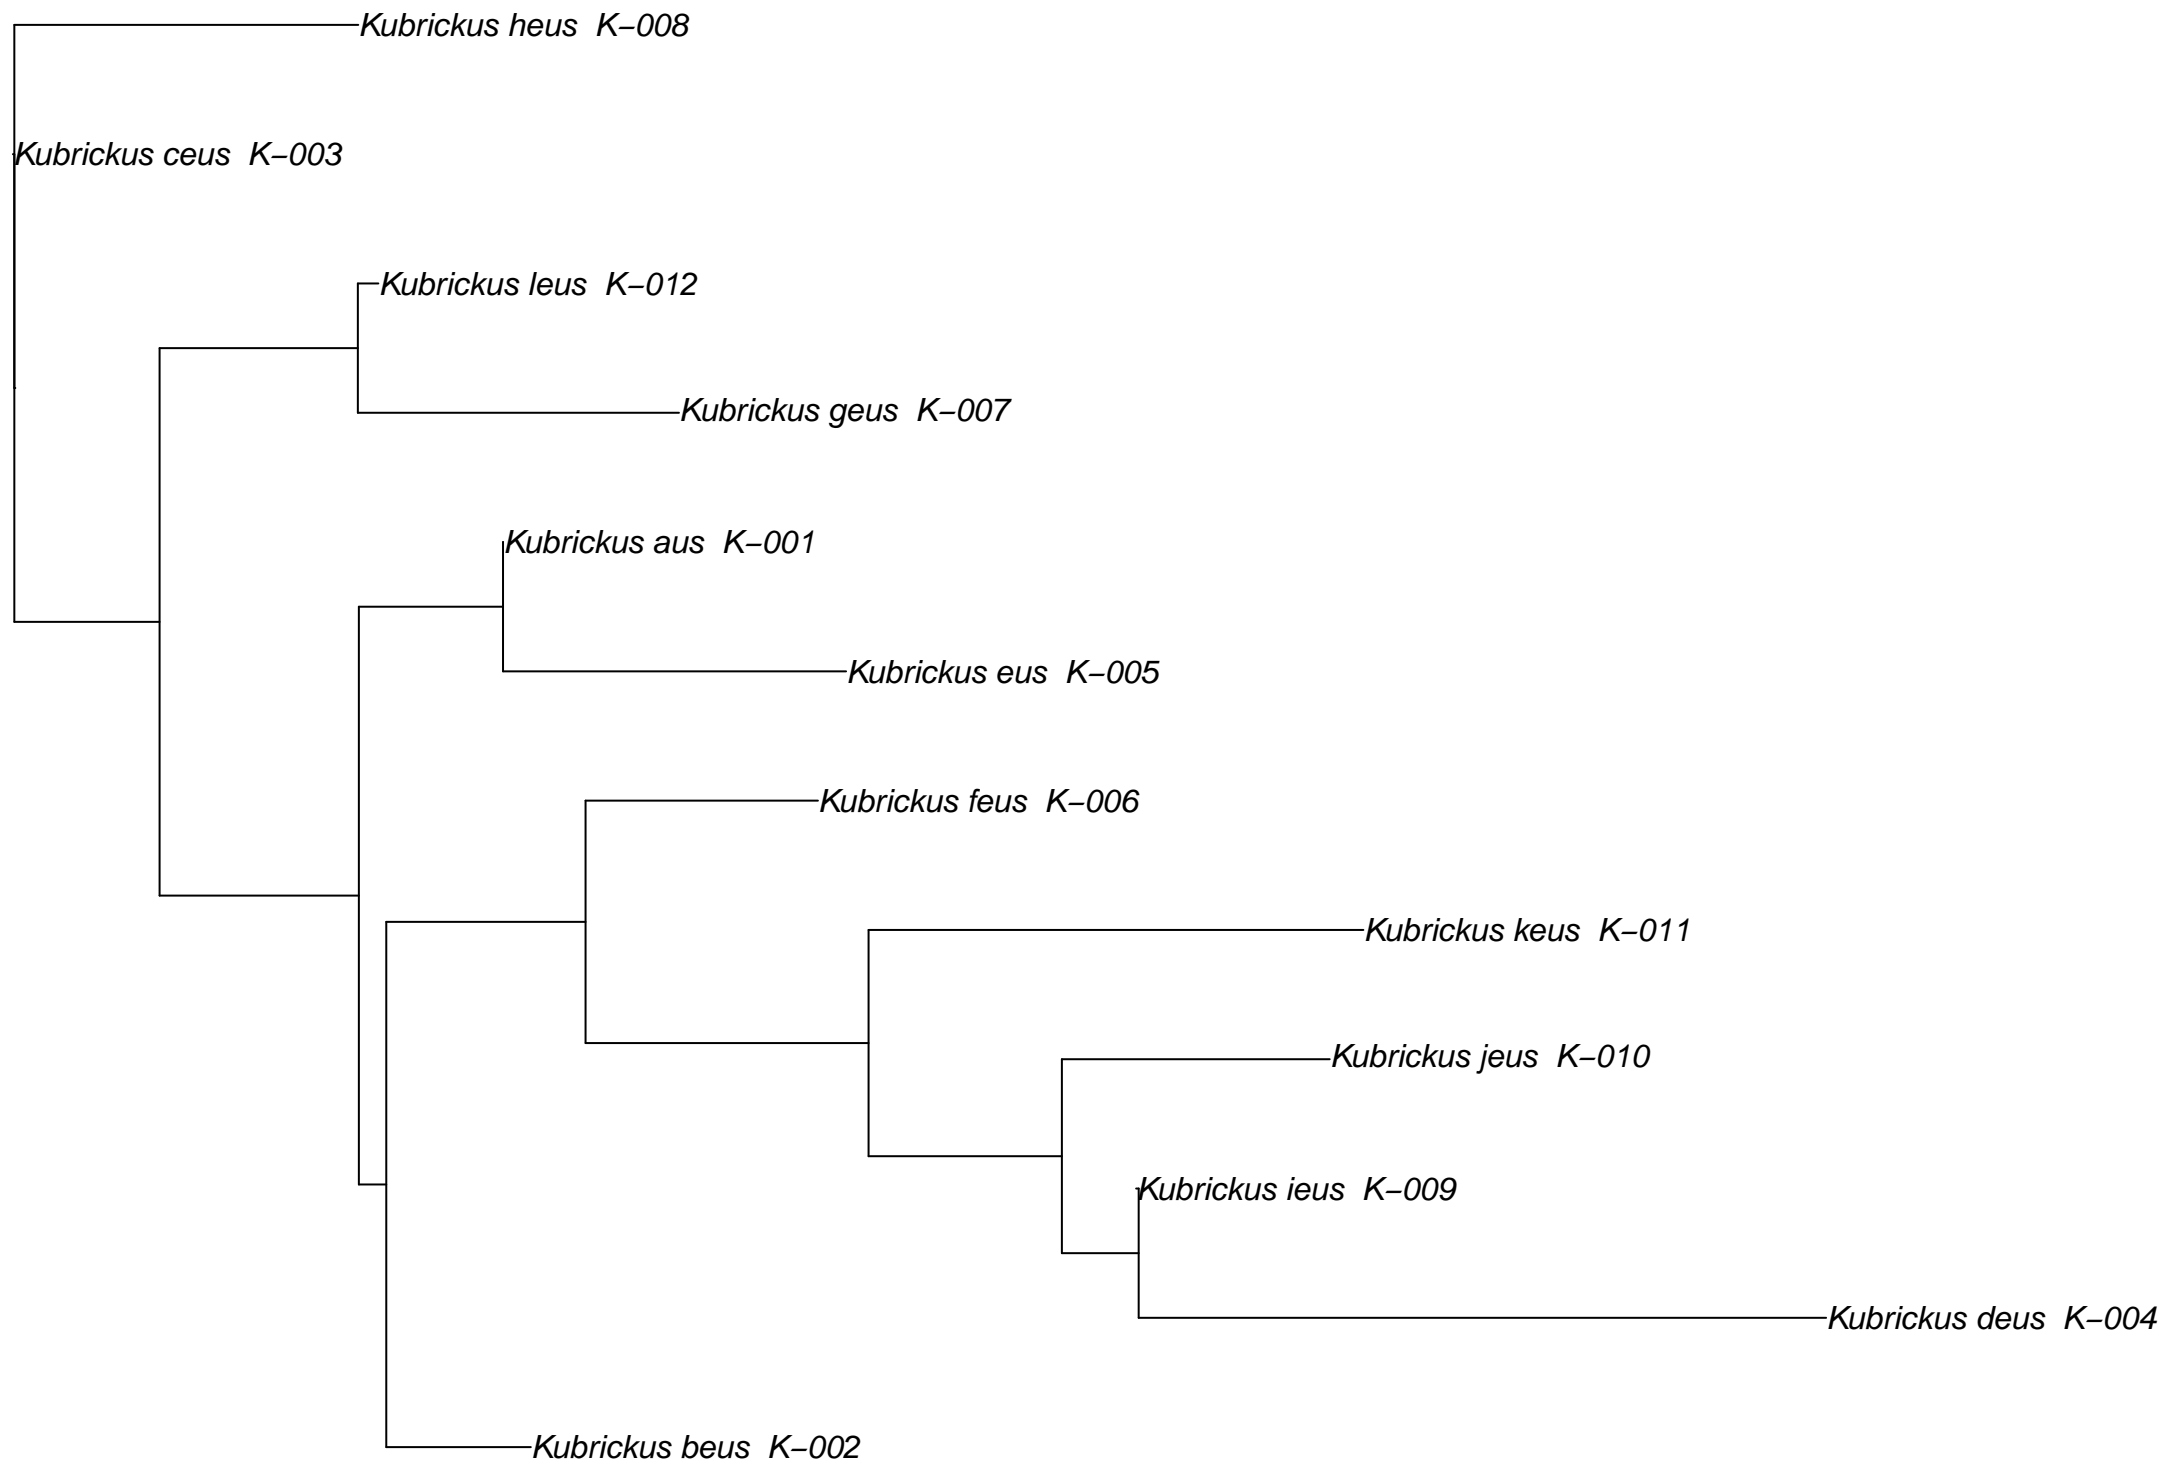 Kubrickus heus K−008
Kubrickus ceus K−003
Kubrickus leus K−012
Kubrickus geus K−007
Kubrickus aus K−001
Kubrickus eus K−005
Kubrickus feus K−006
Kubrickus keus K−011
Kubrickus jeus K−010
Kubrickus ieus K−009
Kubrickus deus K−004
Kubrickus beus K−002